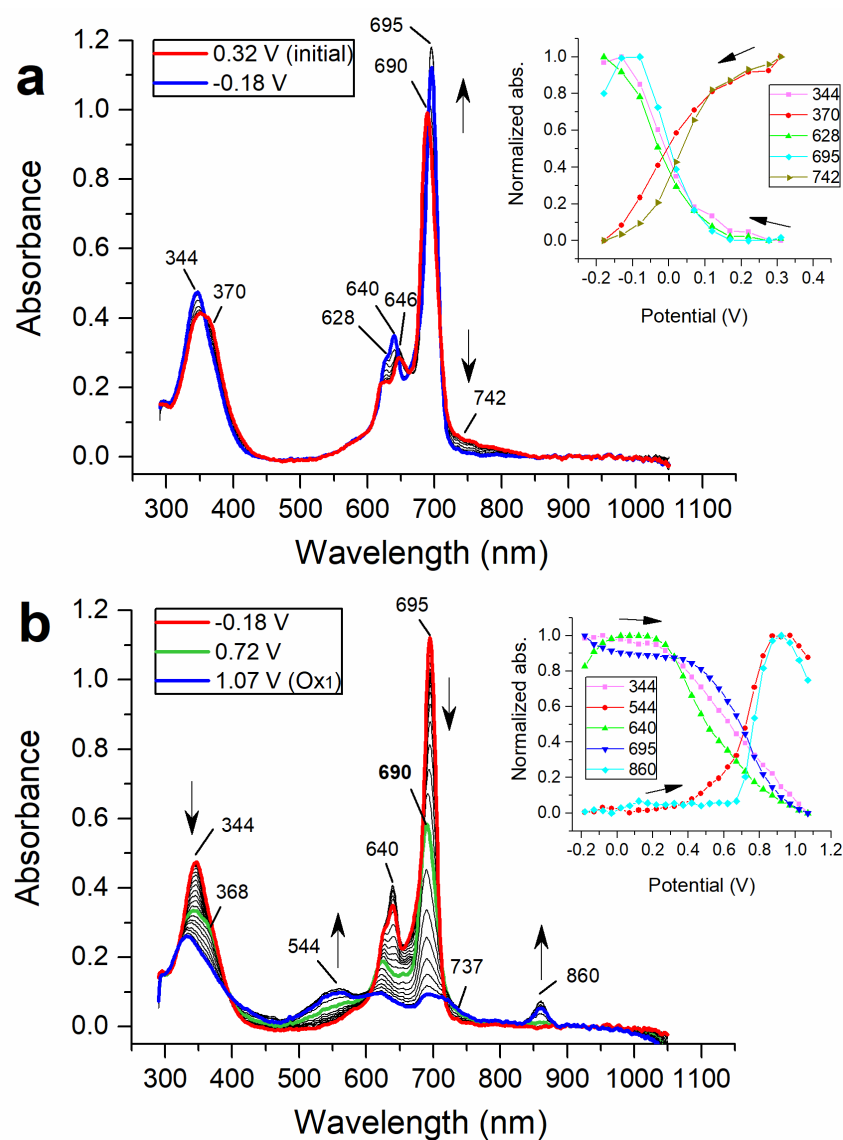 a
0.32 V (initial)
-0.18 V
695
690
344
370
640
646
628
742
Absorbance
1.2
1.0
0.8
0.6
0.4
0.2
0.0
300 400 500 600 700 800 900 1000 1100
Wavelength (nm)
Normalized abs.
1.0
0.8
0.6
0.4
0.2
0.0
344
370
628
695
742
-0.2 -0.1 0.0 0.1 0.2 0.3 0.4
Potential (V)
b
-0.18 V
0.72 V
1.07 V (Ox1)
695
690
344
368
640
544
737
860
Absorbance
1.2
1.0
0.8
0.6
0.4
0.2
0.0
300 400 500 600 700 800 900 1000 1100
Wavelength (nm)
Normalized abs.
1.0
0.8
0.6
0.4
0.2
0.0
344
544
640
695
860
-0.2 0.0 0.2 0.4 0.6 0.8 1.0 1.2
Potential (V)